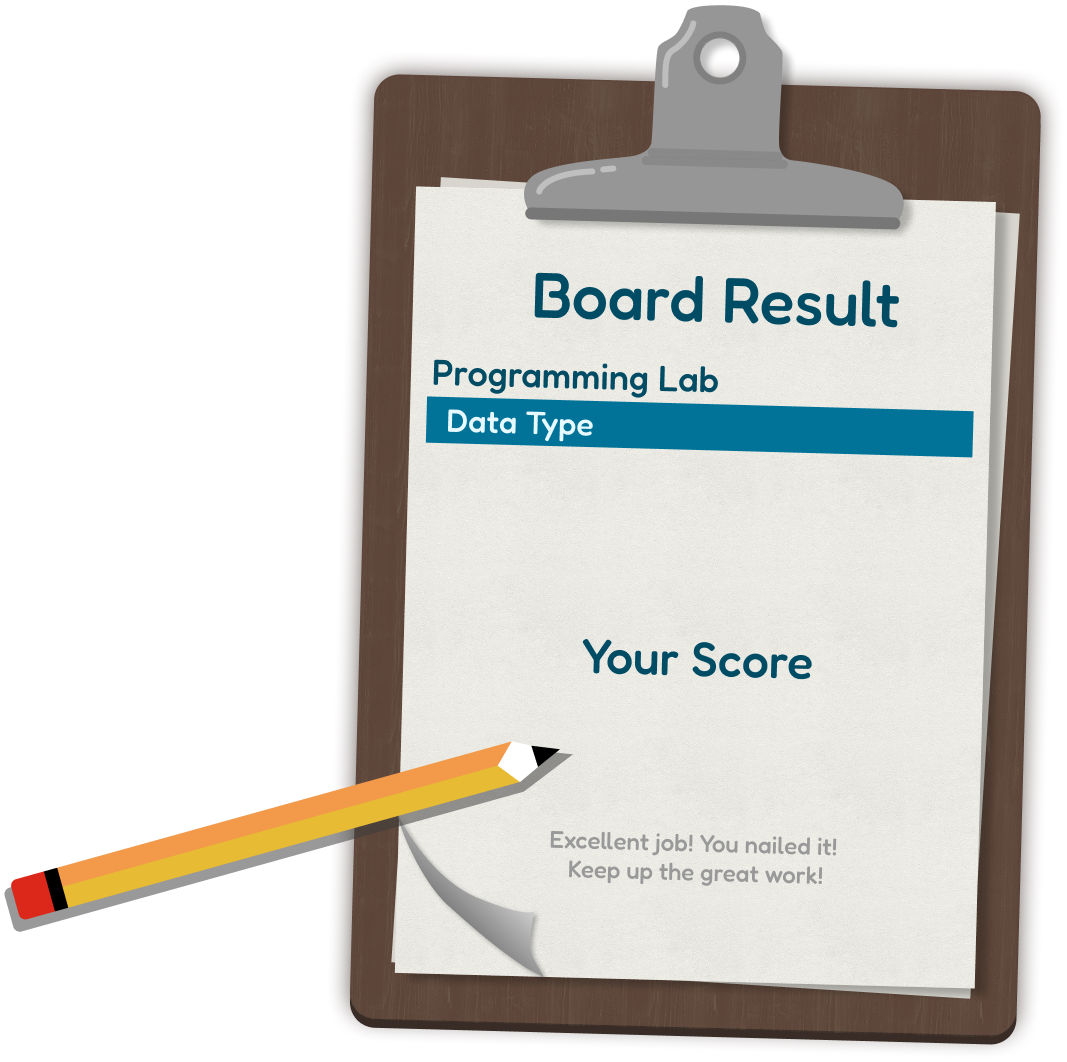 Board Result
Programming Lab
Data Type
Your Score
Excellent job! You nailed it!
Keep up the great work!